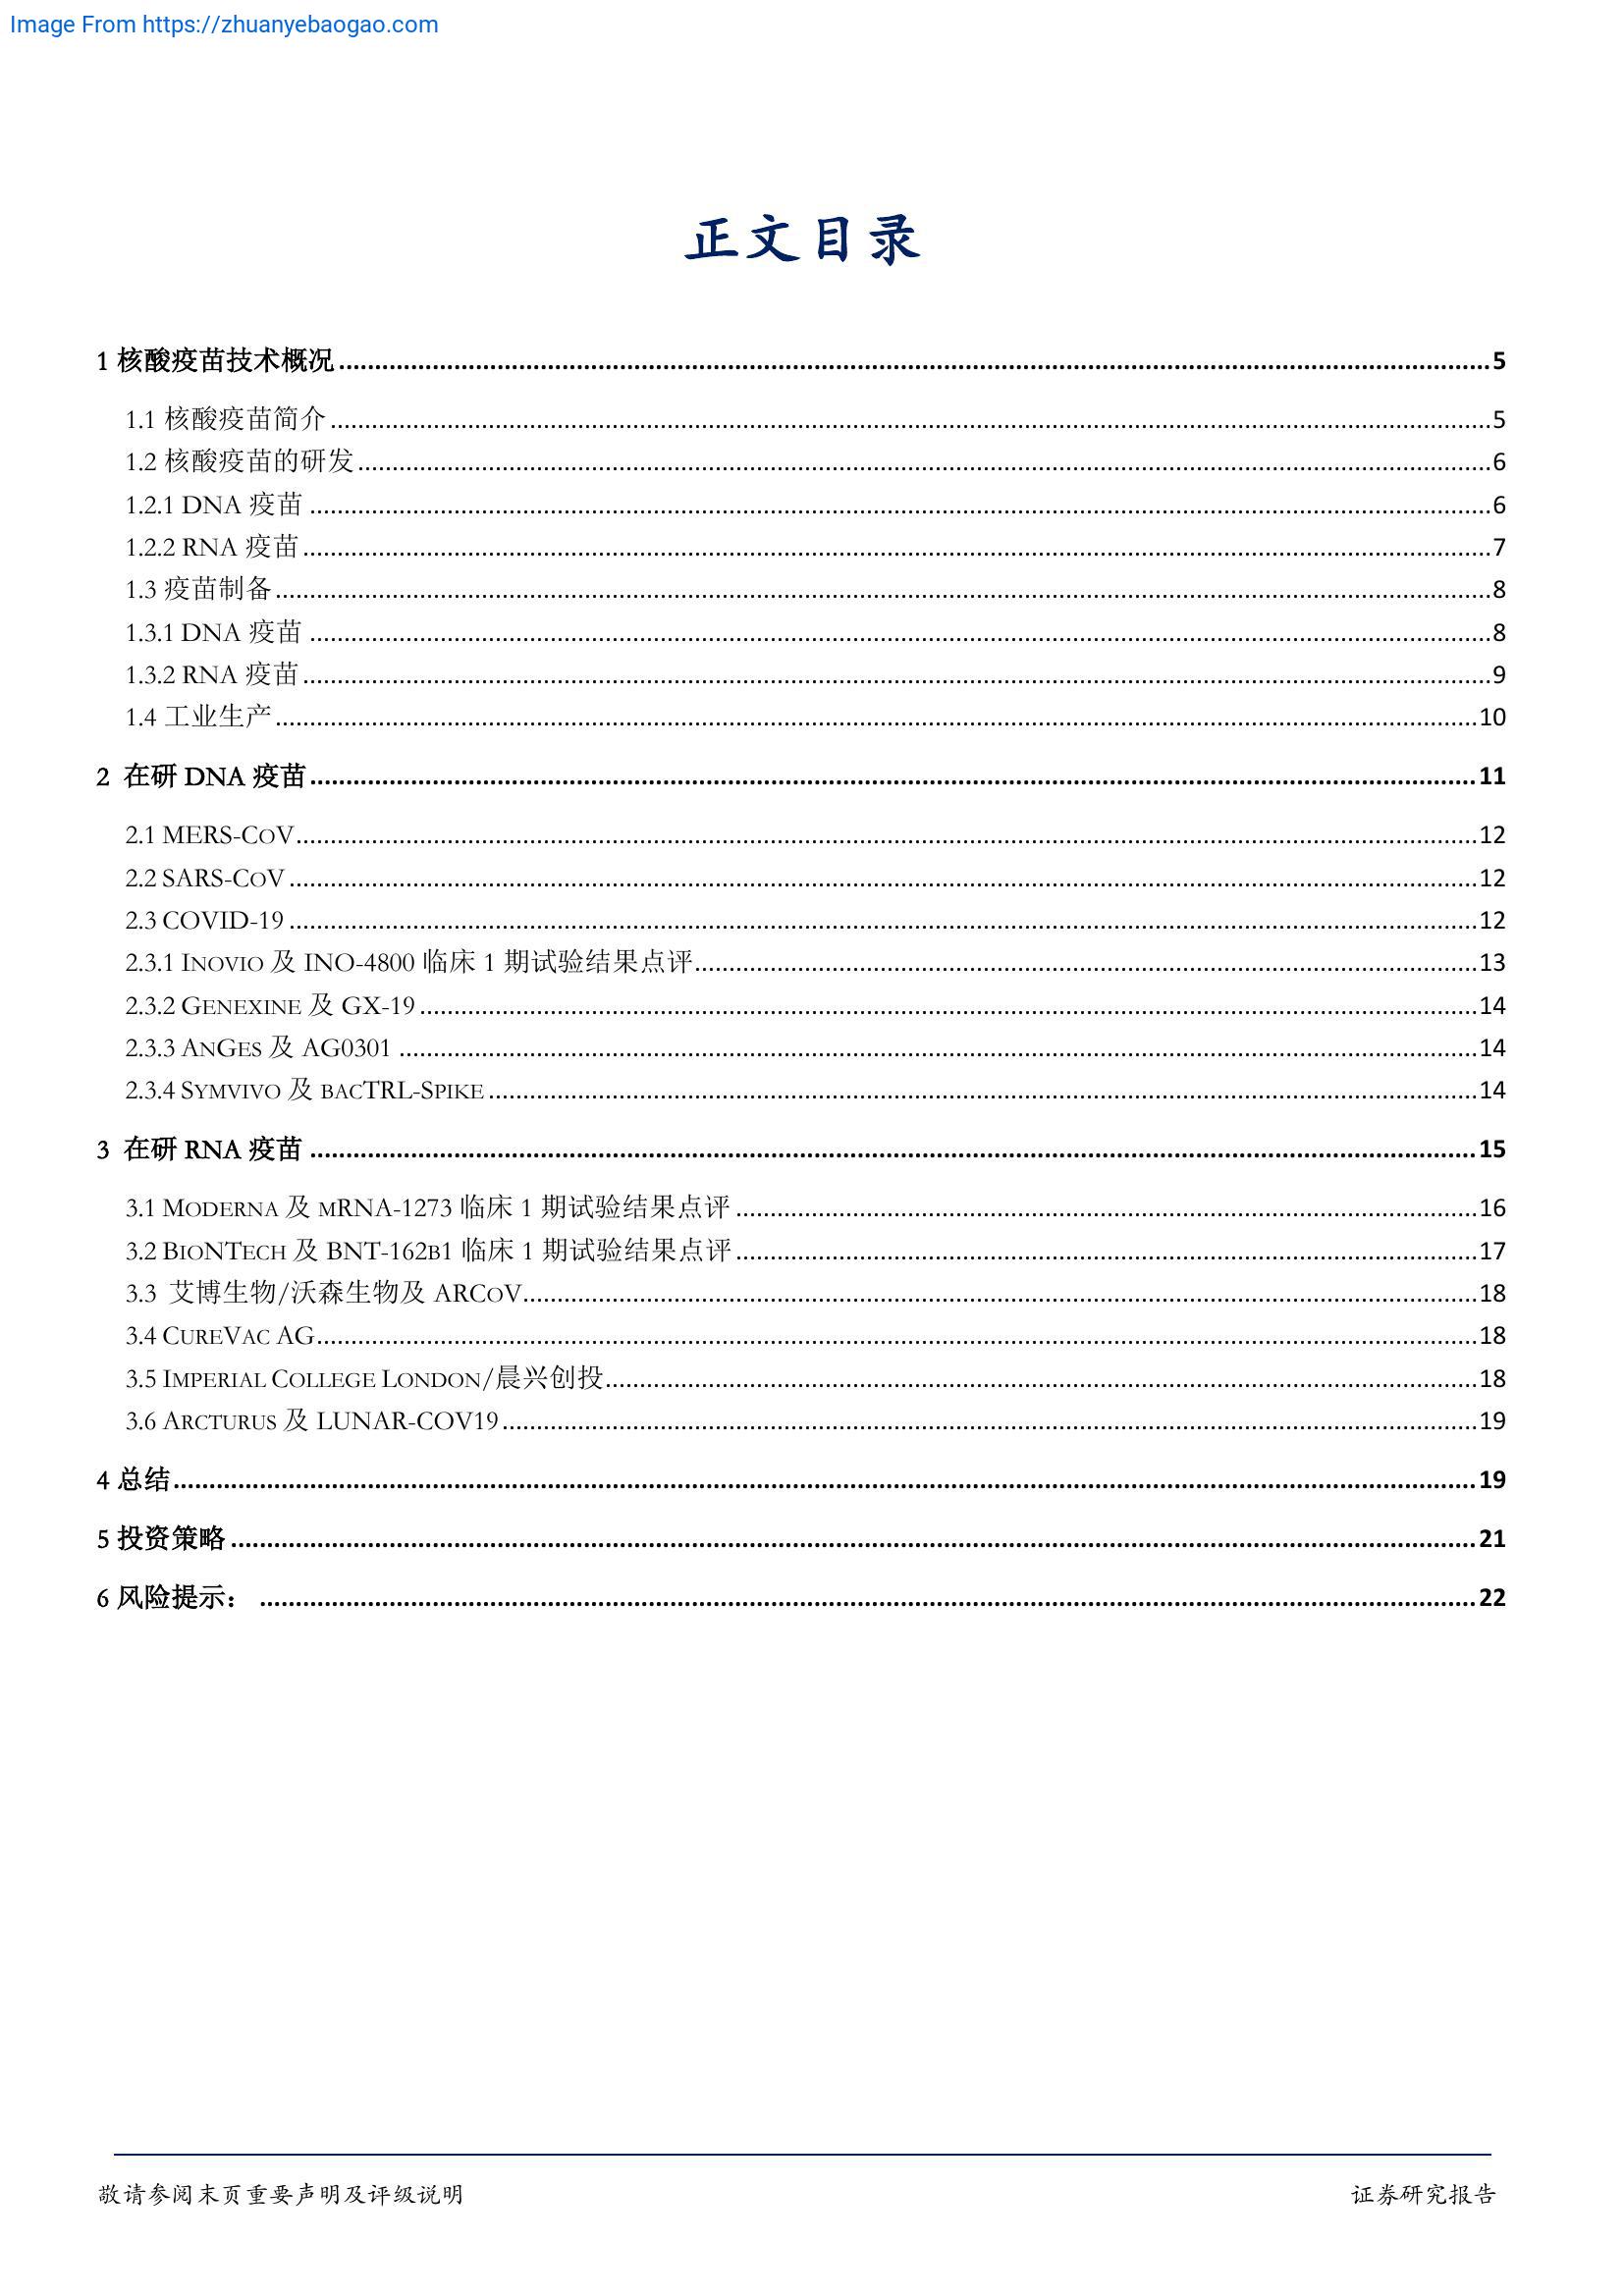 Image From https://zhuanyebaogao.com
正文目录
1 核酸疫苗技术概况........5
1.1 核酸疫苗简介........5
1.2 核酸疫苗的研发........6
1.2.1 DNA 疫苗........6
1.2.2 RNA 疫苗........7
1.3 疫苗制备........8
1.3.1 DNA 疫苗........8
1.3.2 RNA 疫苗........9
1.4 工业生产........10
2 在研 DNA 疫苗........11
2.1 MERS-CoV........12
2.2 SARS-CoV........12
2.3 COVID-19........12
2.3.1 Inovio 及 INO-4800 临床 1 期试验结果点评........13
2.3.2 Genexine 及 GX-19........14
2.3.3 AnGes 及 AG0301........14
2.3.4 Symvivo 及 bacTRL-Spike........14
3 在研 RNA 疫苗........15
3.1 Moderna 及 mRNA-1273 临床 1 期试验结果点评........16
3.2 BioNTech 及 BNT-162b1 临床 1 期试验结果点评........17
3.3 艾博生物/沃森生物及 ARCoV........18
3.4 CureVac AG........18
3.5 Imperial College London/晨兴创投........18
3.6 Arcturus 及 LUNAR-COV19........19
4 总结........19
5 投资策略........21
6 风险提示：........22
敬请参阅末页重要声明及评级说明
证券研究报告